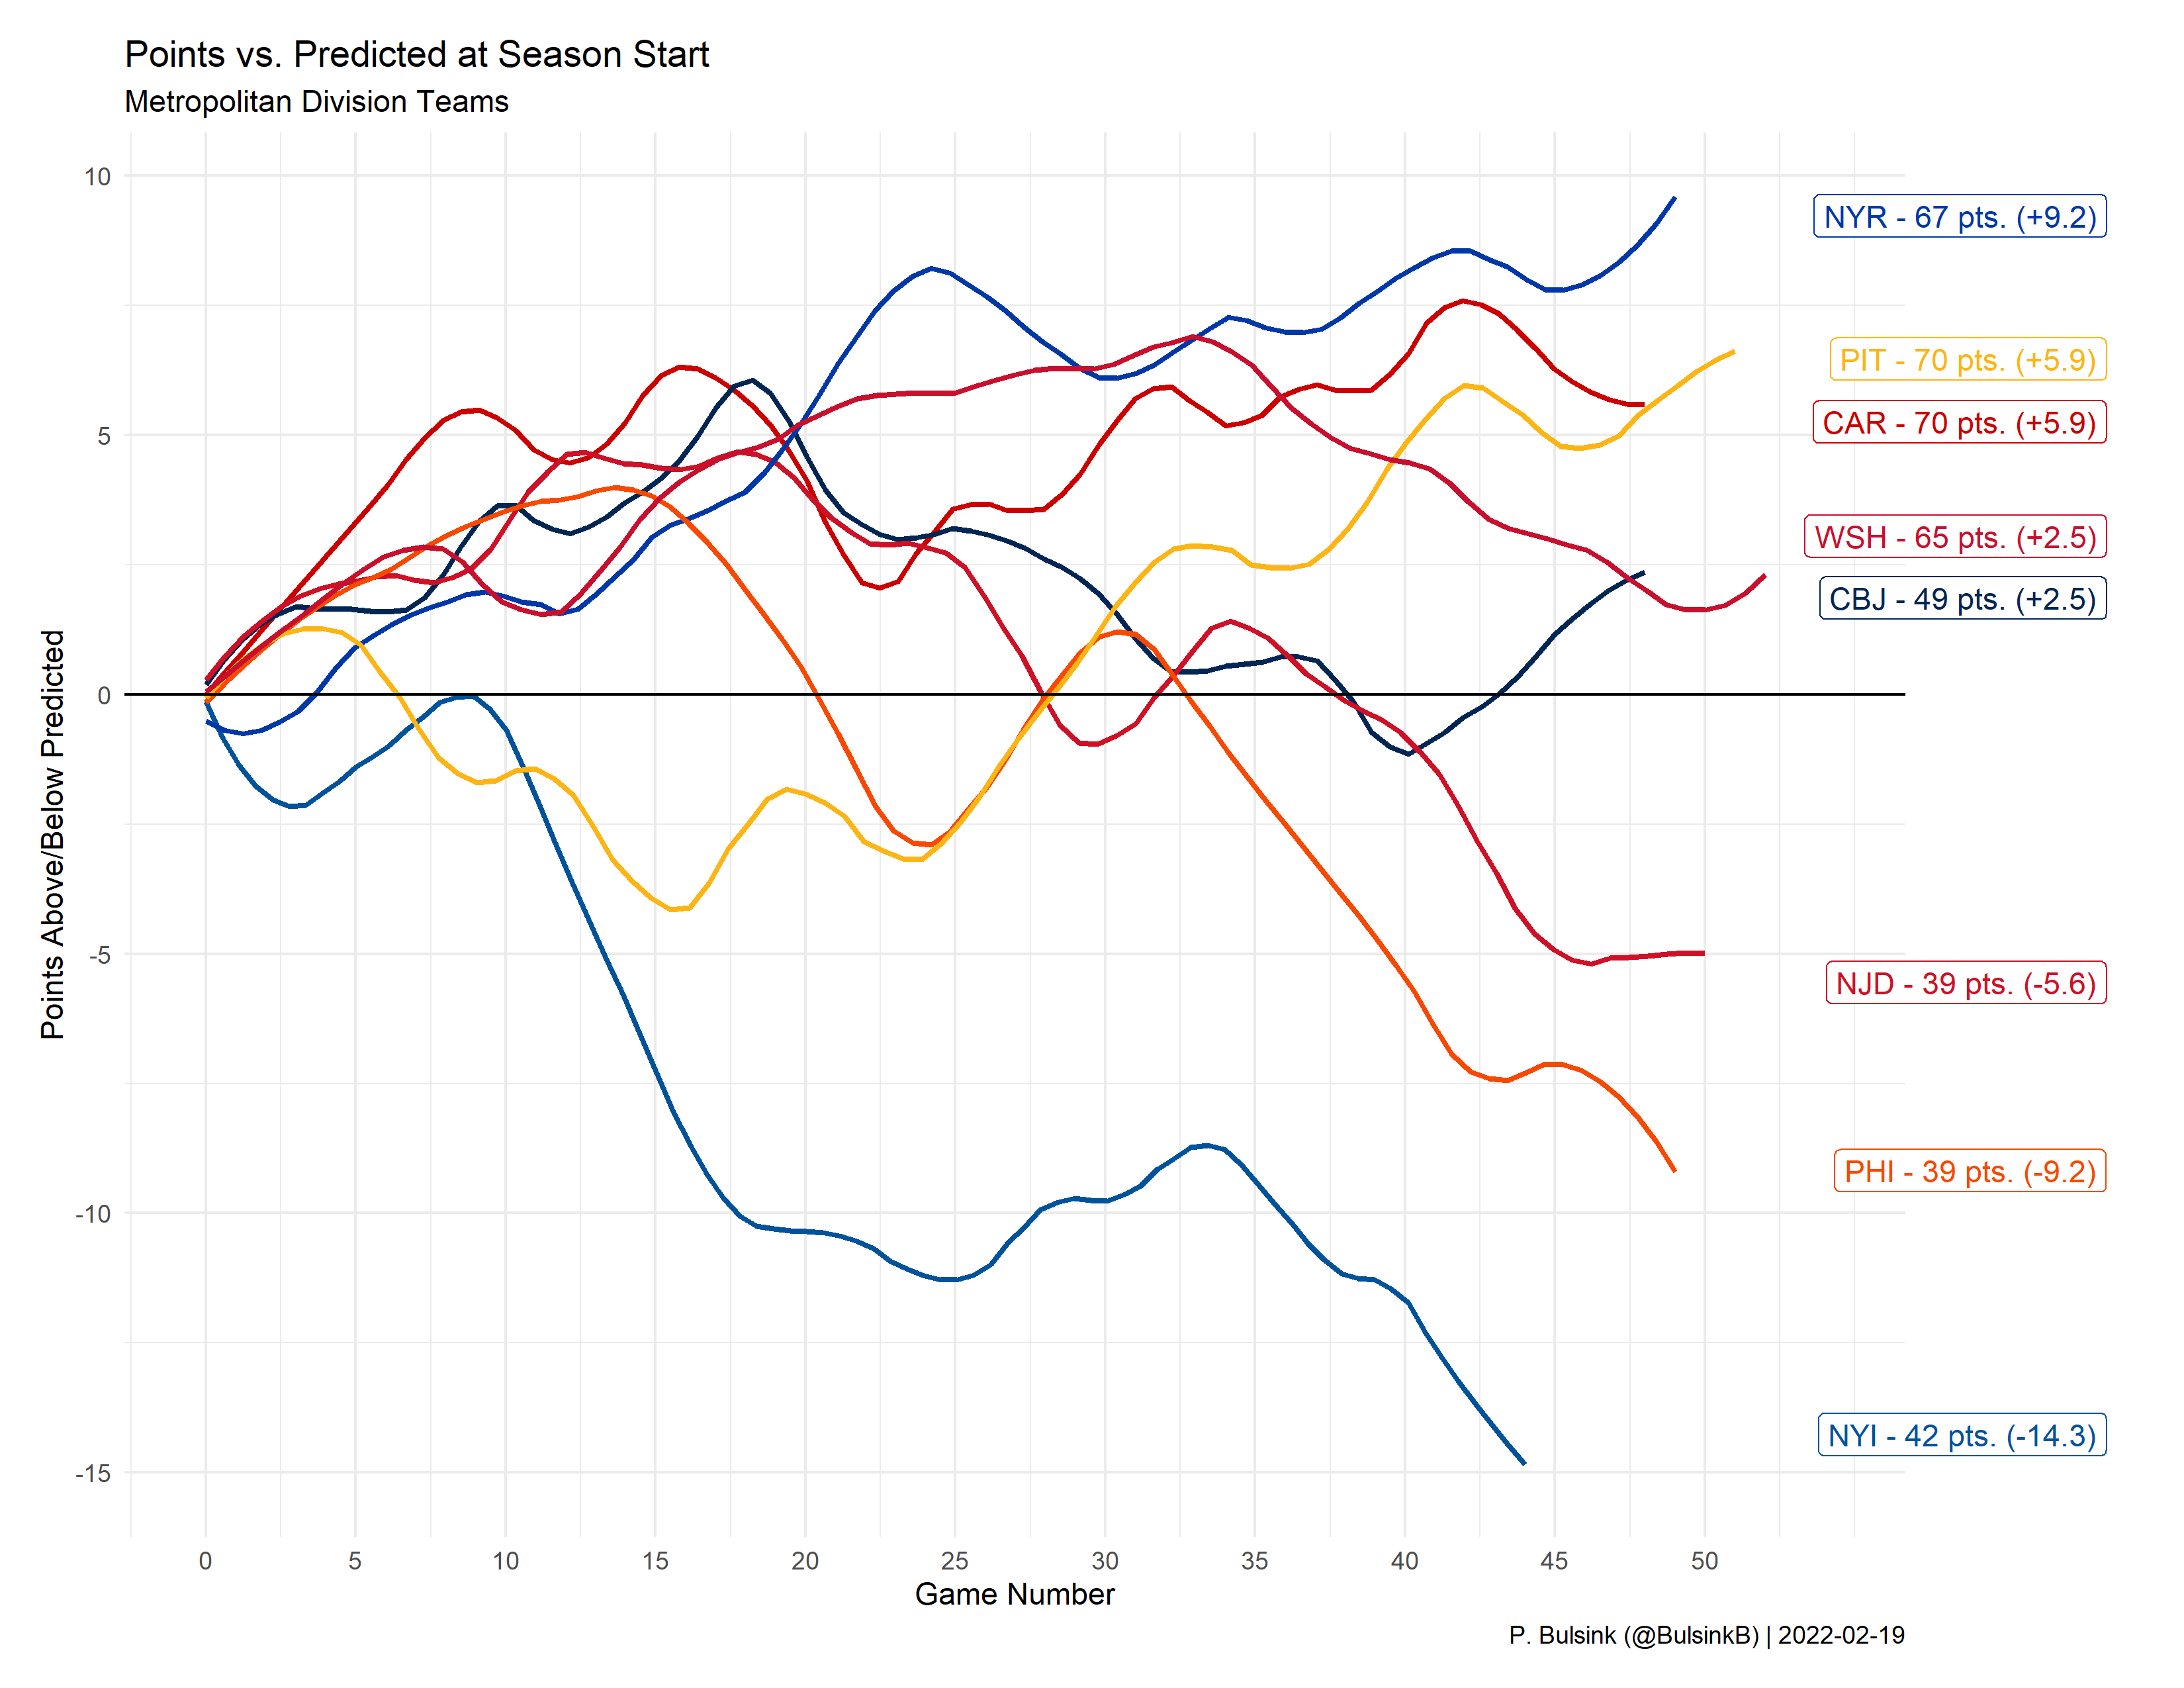 Points vs. Predicted at Season Start
Metropolitan Division Teams
Points Above/Below Predicted
10
5
0
-5
-10
-15
NYR - 67 pts. (+9.2)
PIT - 70 pts. (+5.9)
CAR - 70 pts. (+5.9)
WSH - 65 pts. (+2.5)
CBJ - 49 pts. (+2.5)
NJD - 39 pts. (-5.6)
PHI - 39 pts. (-9.2)
NYI - 42 pts. (-14.3)
0 5 10 15 20 25 30 35 40 45 50
Game Number
P. Bulsink (@BulsinkB) | 2022-02-19